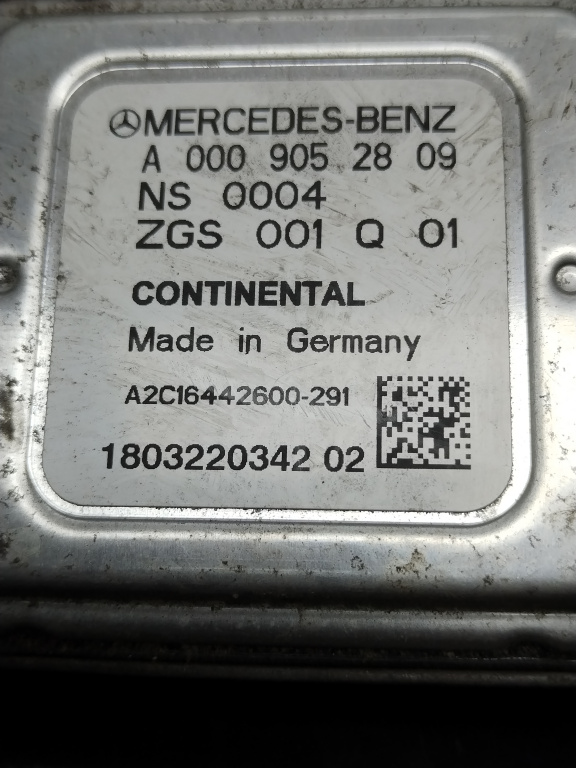 MERCEDES-BENZ
A 000 905 28 09
NS 0004
ZGS 001 Q 01
CONTINENTAL
Made in Germany
A2C16442600-291
1803220342 02